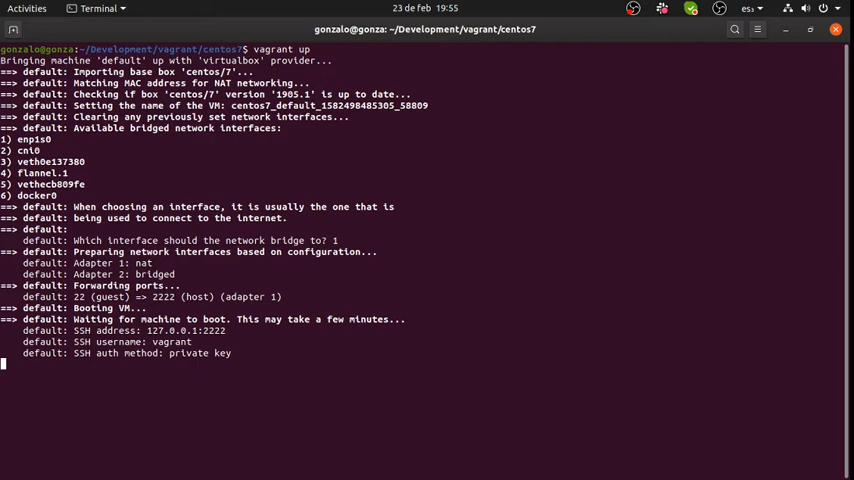 Activities
Terminal
23 de feb 19:55
es₃
gonzalo@gonza:~/Development/vagrant/centos7
gonzalo@gonza:~/Development/vagrant/centos7$ vagrant up
Bringing machine 'default' up with 'virtualbox' provider...
==> default: Importing base box 'centos/7'...
==> default: Matching MAC address for NAT networking...
==> default: Checking if box 'centos/7' version '1905.1' is up to date...
==> default: Setting the name of the VM: centos7_default_1582498485305_58809
==> default: Clearing any previously set network interfaces...
==> default: Available bridged network interfaces:
1) enp1s0
2) cni0
3) veth0e137380
4) flannel.1
5) vethecb809fe
6) docker0
==> default: When choosing an interface, it is usually the one that is
==> default: being used to connect to the internet.
==> default:
    default: Which interface should the network bridge to? 1
==> default: Preparing network interfaces based on configuration...
    default: Adapter 1: nat
    default: Adapter 2: bridged
==> default: Forwarding ports...
    default: 22 (guest) => 2222 (host) (adapter 1)
==> default: Booting VM...
==> default: Waiting for machine to boot. This may take a few minutes...
    default: SSH address: 127.0.0.1:2222
    default: SSH username: vagrant
    default: SSH auth method: private key